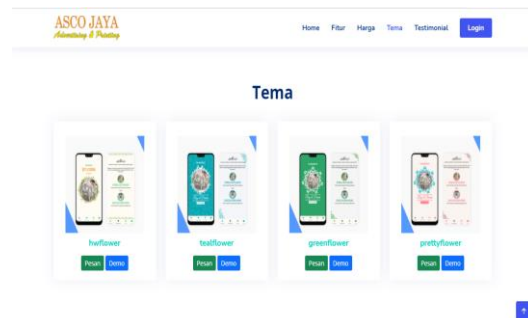 ASCO JAYA
Advertising & Printing
Home Fitur Harga Tema Testimonial Login
Tema
hwflower tealflower greenflower prettyflower
Pesan Demo Pesan Demo Pesan Demo Pesan Demo